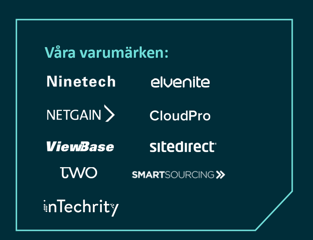 Våra varumärken:
Ninetech
elvenite
NETGAIN
CloudPro
ViewBase
sitedirect
TWO
SMARTSOURCING
inTechrity